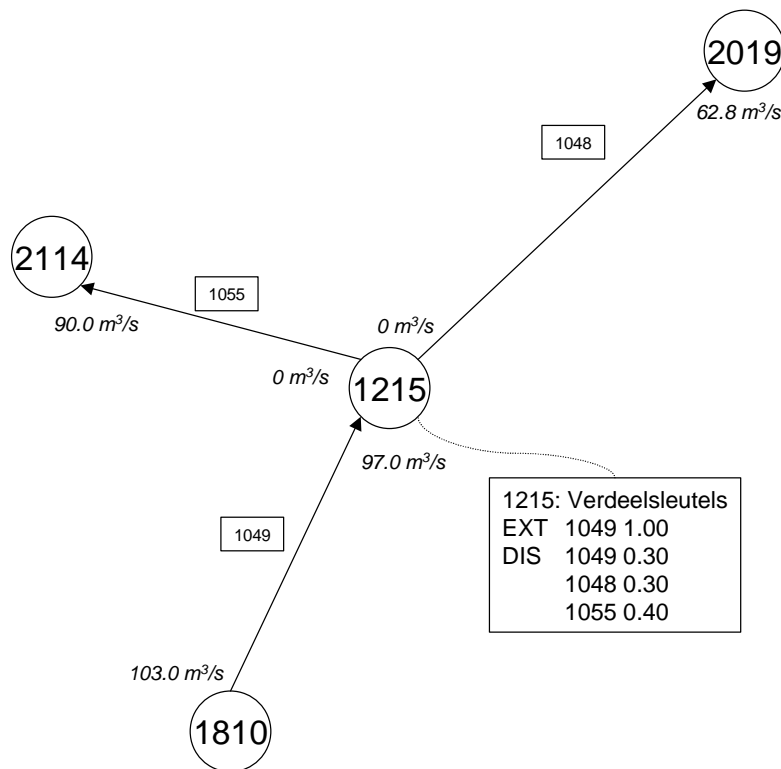 2019
62.8 m³/s
1048
2114
1055
90.0 m³/s
0 m³/s
0 m³/s
1215
97.0 m³/s
1215: Verdeelsleutels
EXT 1049 1.00
DIS 1049 0.30
1048 0.30
1055 0.40
1049
103.0 m³/s
1810